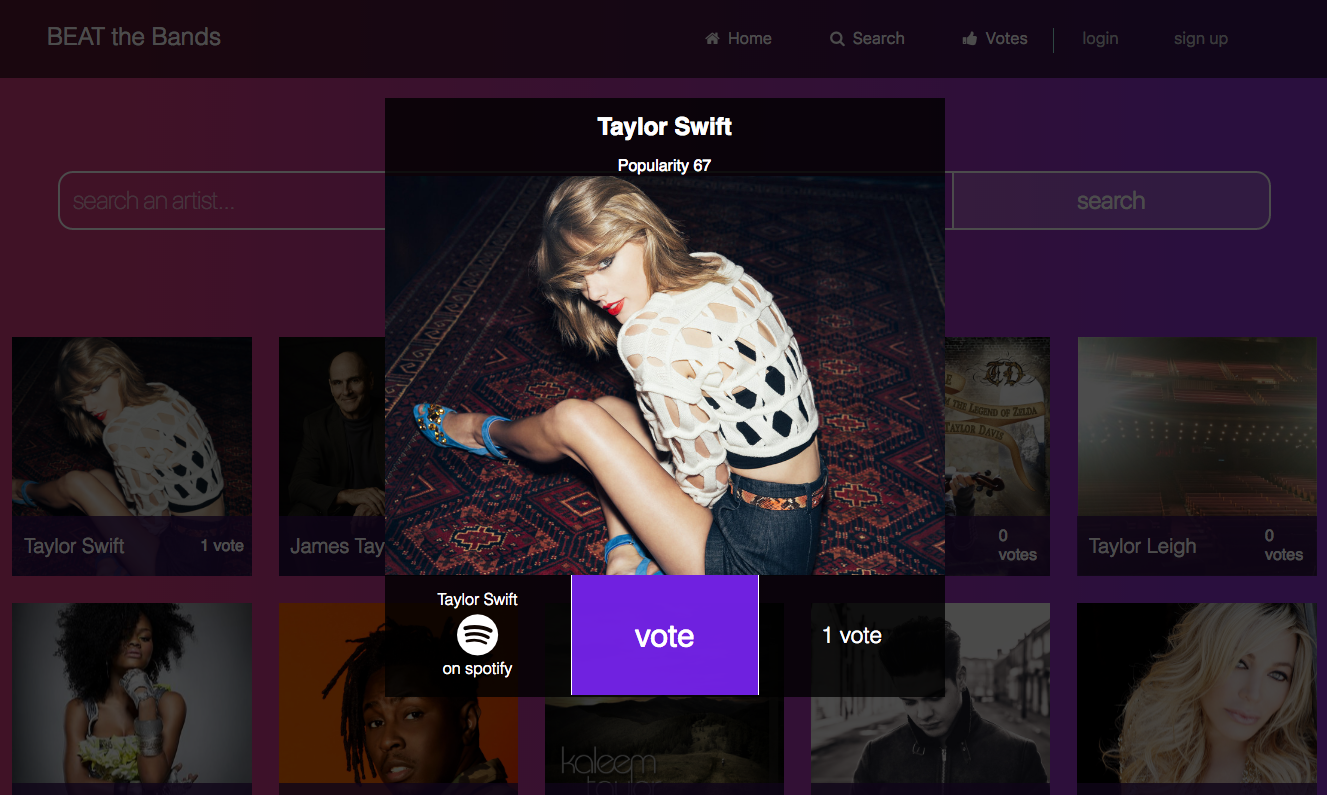 BEAT the Bands
Home
Search
Votes
login
sign up
Taylor Swift
Popularity 67
search an artist...
search
THE LEGEND OF ZELDA
TAYLOR DAVIS
Taylor Swift
1 vote
James Tay
0
votes
Taylor Leigh
0
votes
Taylor Swift
on spotify
vote
1 vote
kaleem
taylor